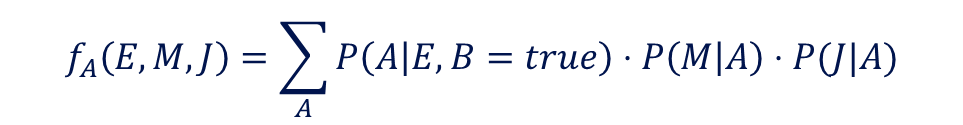 f_A(E, M, J) = ∑_A P(A|E, B = true) · P(M|A) · P(J|A)